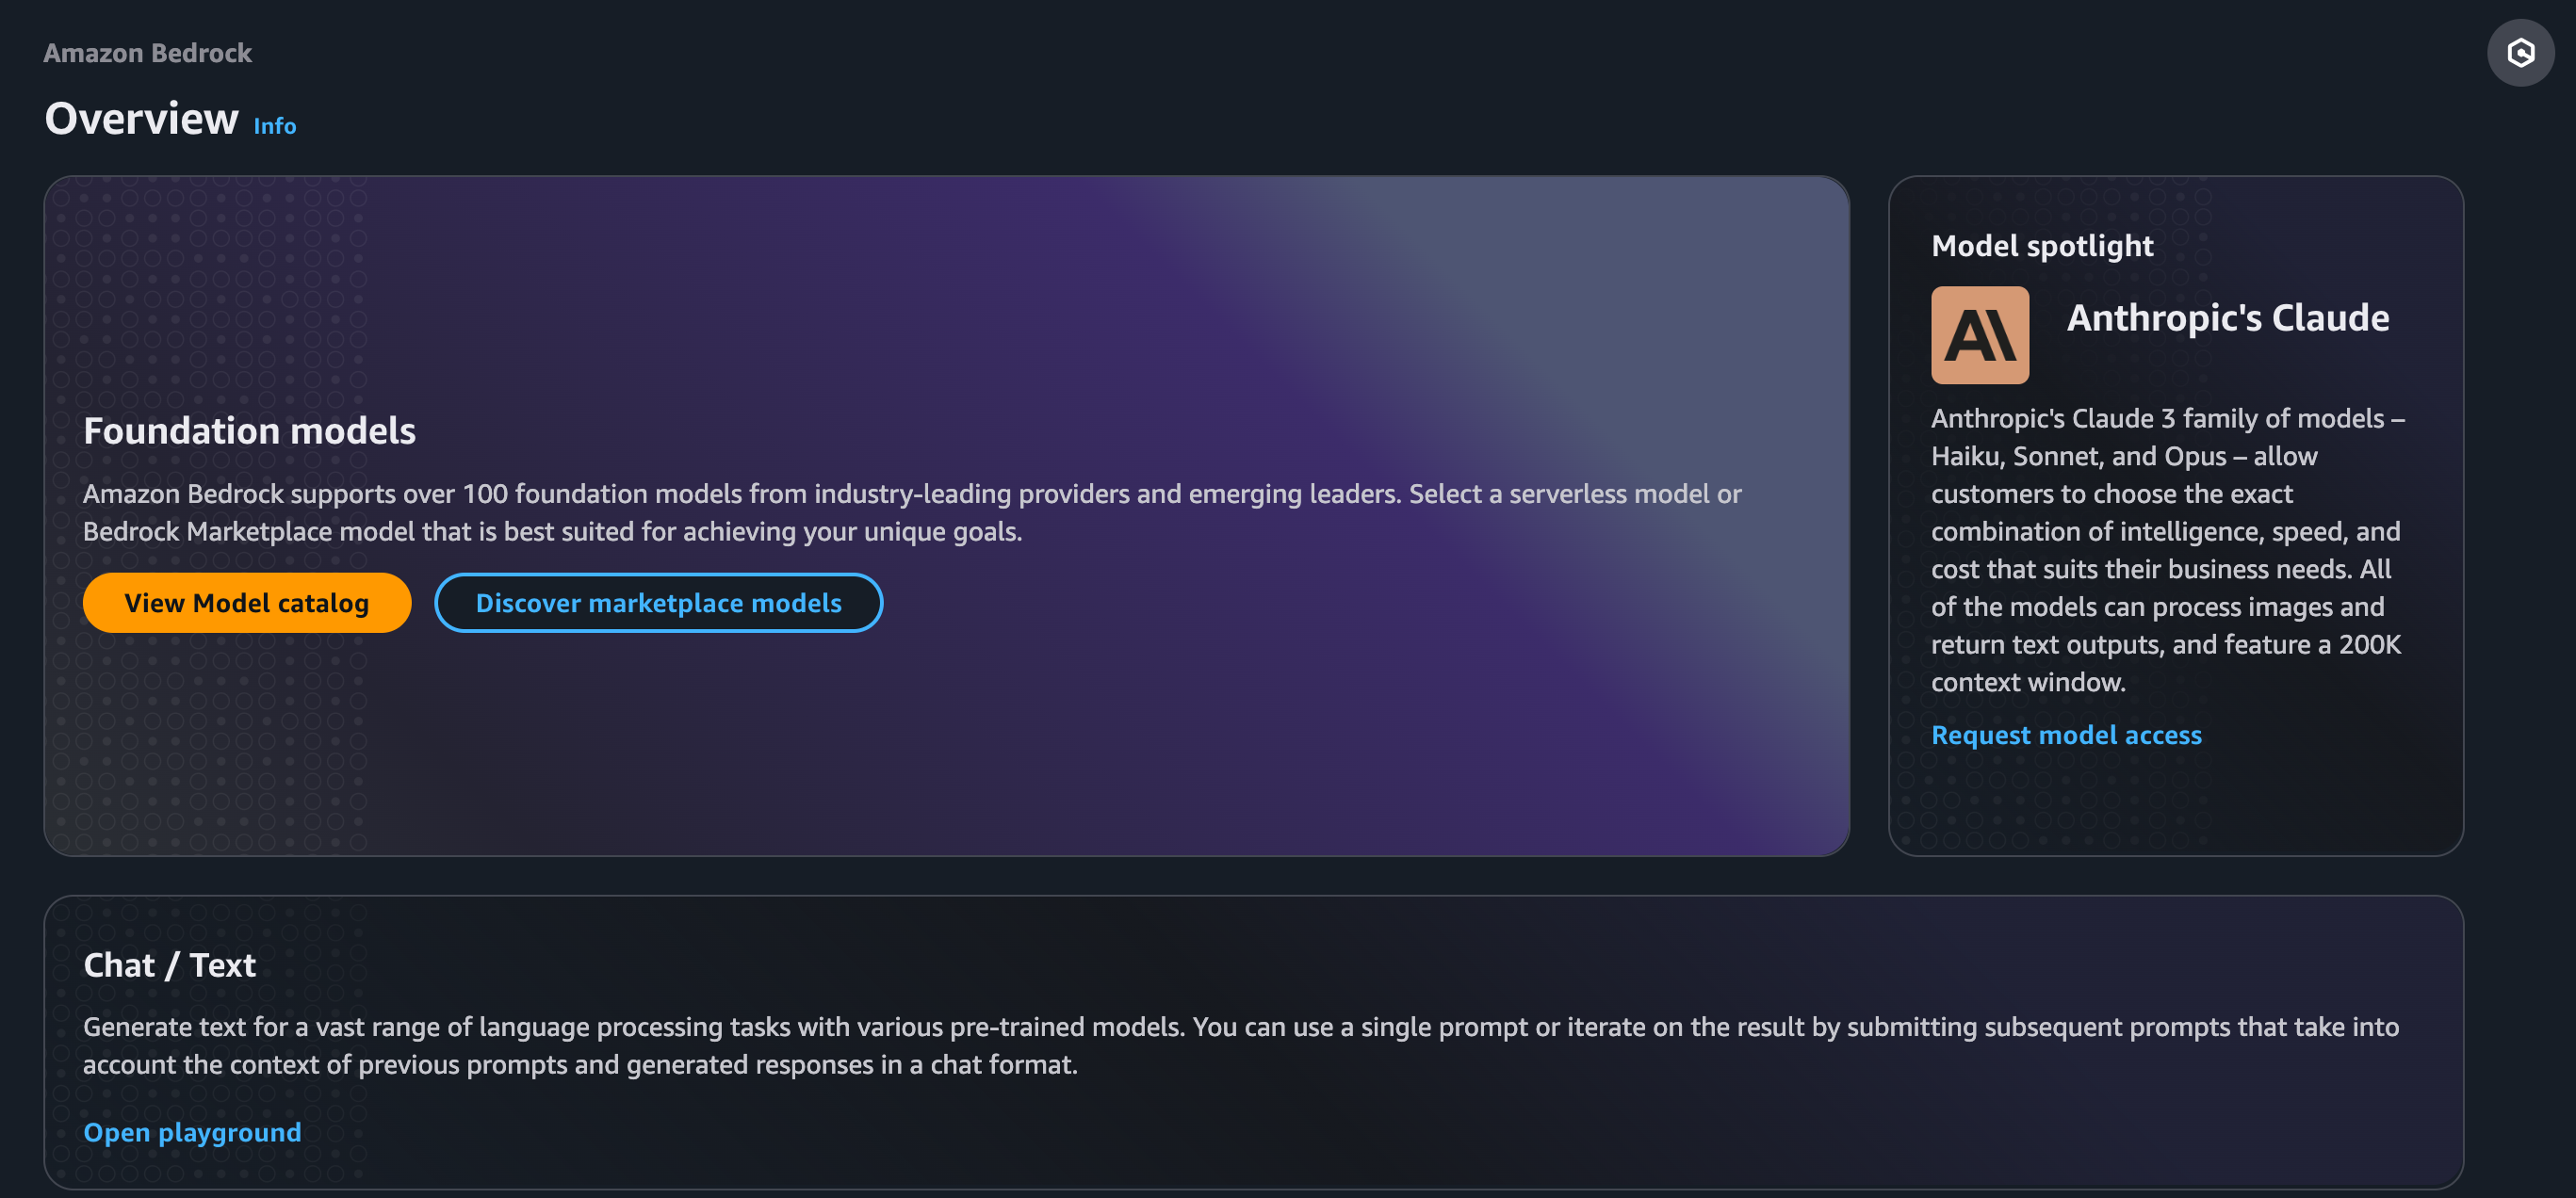 Amazon Bedrock
Overview Info
Foundation models
Amazon Bedrock supports over 100 foundation models from industry-leading providers and emerging leaders. Select a serverless model or
Bedrock Marketplace model that is best suited for achieving your unique goals.
View Model catalog
Discover marketplace models
Model spotlight
A\
Anthropic's Claude
Anthropic's Claude 3 family of models –
Haiku, Sonnet, and Opus – allow
customers to choose the exact
combination of intelligence, speed, and
cost that suits their business needs. All
of the models can process images and
return text outputs, and feature a 200K
context window.
Request model access
Chat / Text
Generate text for a vast range of language processing tasks with various pre-trained models. You can use a single prompt or iterate on the result by submitting subsequent prompts that take into
account the context of previous prompts and generated responses in a chat format.
Open playground